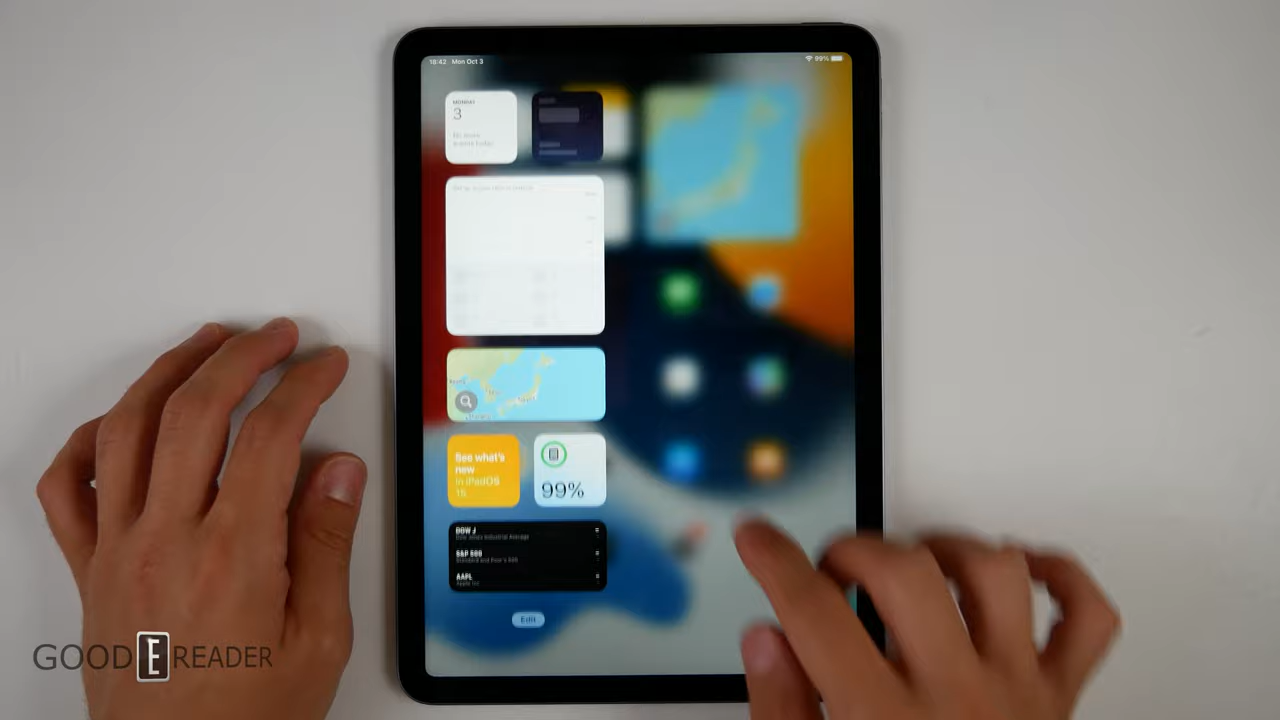 18:42 Mon Oct 3
99%
MONDAY
3
No more
events today
See what's
new
in iPadOS
15
99%
DOW J
Dow Jones Industrial Average
S&P 500
Standard and Poor's 500
AAPL
Apple Inc
Edit
GOOD E READER